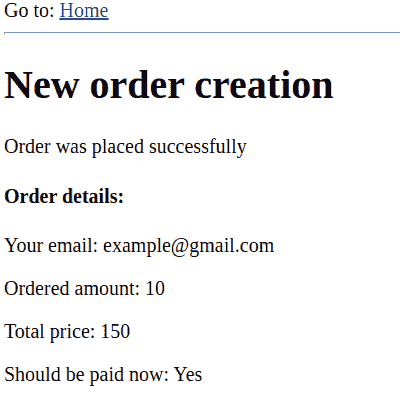 Go to: Home
New order creation
Order was placed successfully
Order details:
Your email: example@gmail.com
Ordered amount: 10
Total price: 150
Should be paid now: Yes